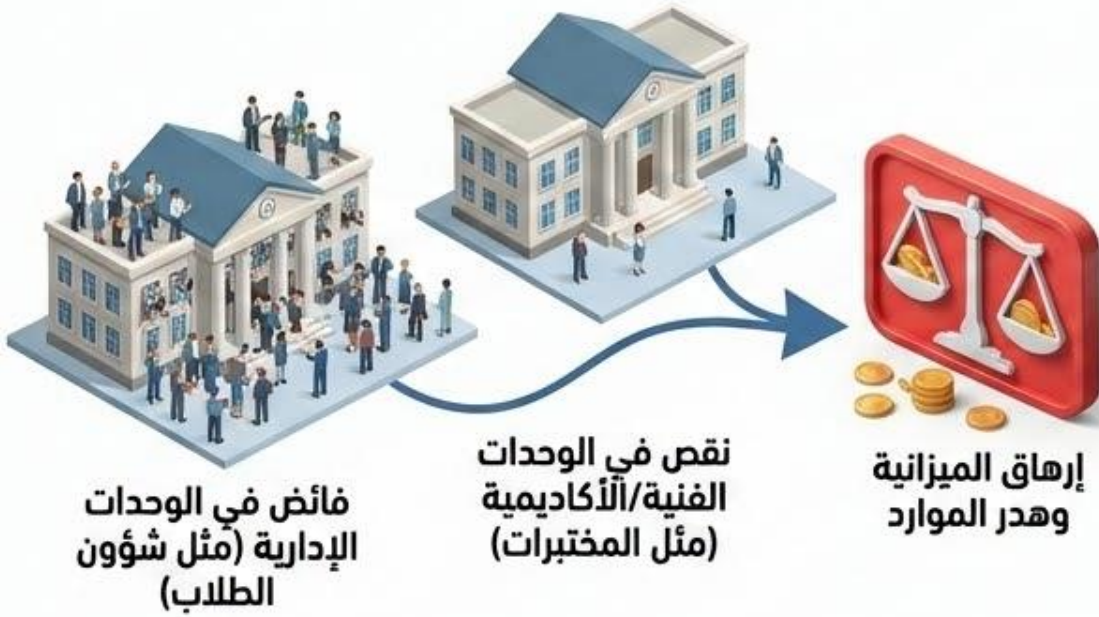 فائض في الوحدات
الإدارية (مثل شؤون
الطلاب)
نقص في الوحدات
الفنية/الأكاديمية
(مثل المختبرات)
إرهاق الميزانية
وهدر الموارد